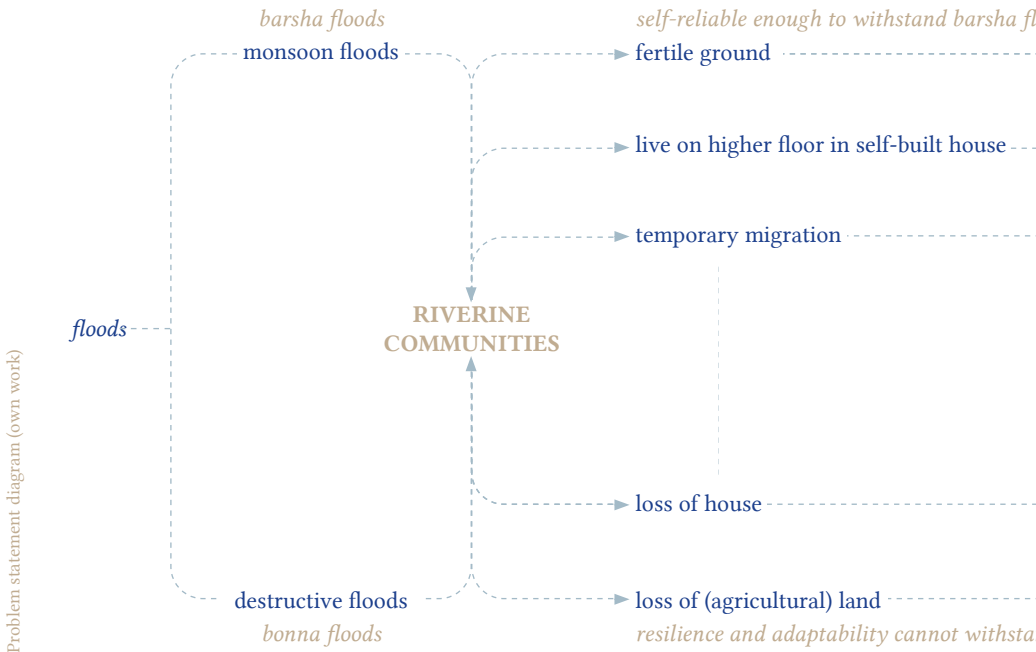 barsha floods
self-reliable enough to withstand barsha
monsoon floods
fertile ground
live on higher floor in self-built house
temporary migration
RIVERINE
COMMUNITIES
floods
loss of house
destructive floods
loss of (agricultural) land
bonna floods
resilience and adaptability cannot
Problem statement diagram (own work)